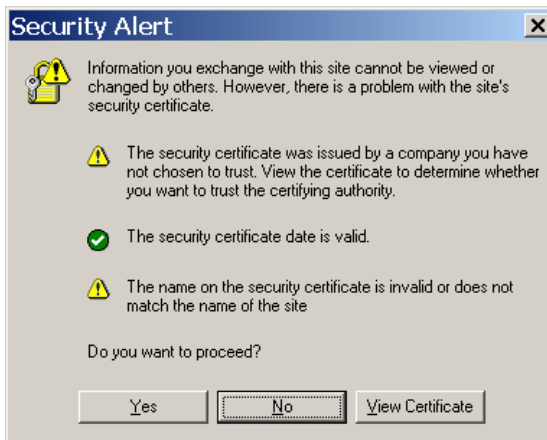 Security Alert
Information you exchange with this site cannot be viewed or
changed by others. However, there is a problem with the site's
security certificate.
The security certificate was issued by a company you have
not chosen to trust. View the certificate to determine whether
you want to trust the certifying authority.
The security certificate date is valid.
The name on the security certificate is invalid or does not
match the name of the site
Do you want to proceed?
Yes No View Certificate